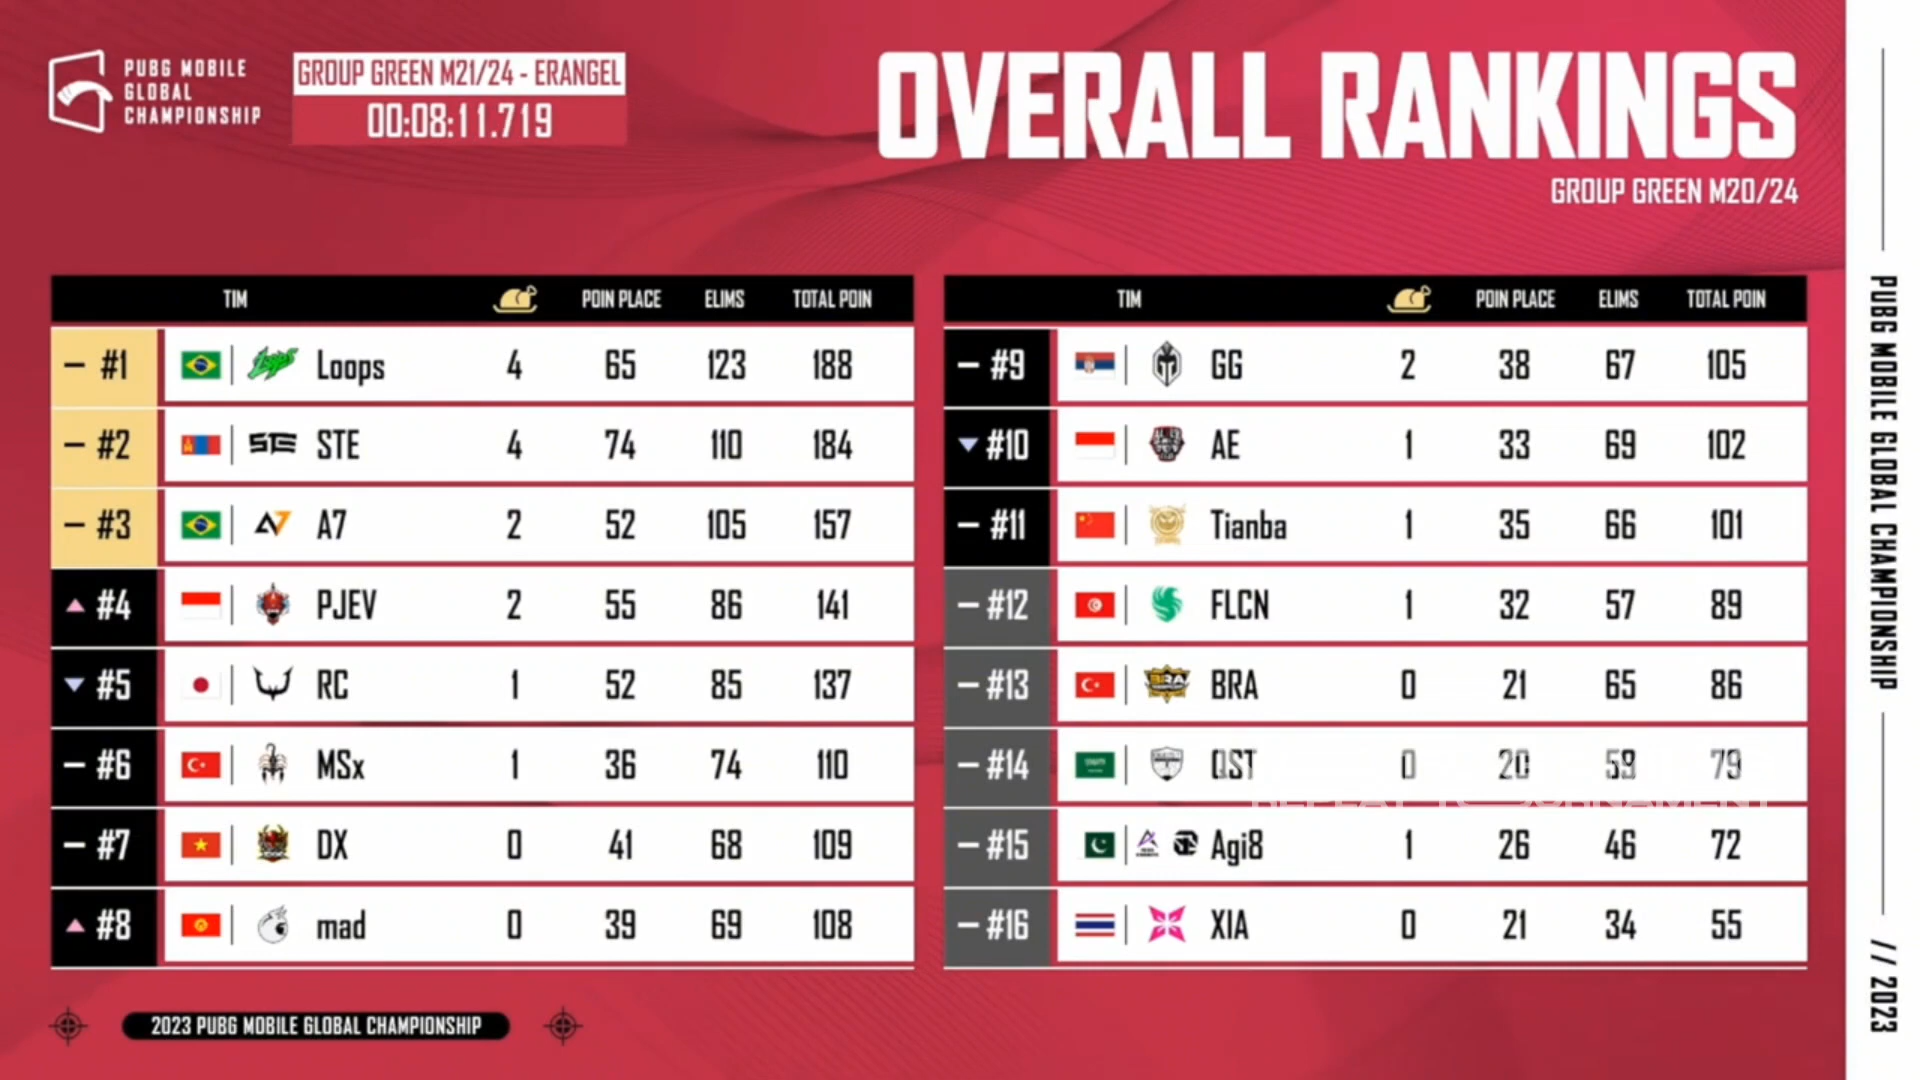 PUBG MOBILE
GLOBAL
CHAMPIONSHIP
GROUP GREEN M21/24 - ERANGEL
00:08:11.719
OVERALL RANKINGS
GROUP GREEN M20/24
TIM POIN PLACE ELIMS TOTAL POIN
#1 Loops 4 65 123 188
#2 STE STE 4 74 110 184
#3 A7 A7 2 52 105 157
#4 PJEV 2 55 86 141
#5 RC 1 52 85 137
#6 MSx 1 36 74 110
#7 DX 0 41 68 109
#8 mad 0 39 69 108
TIM POIN PLACE ELIMS TOTAL POIN
#9 GG 2 38 67 105
#10 AE 1 33 69 102
#11 Tianba 1 35 66 101
#12 FLCN 1 32 57 89
#13 BRA BRA 0 21 65 86
#14 QST 0 20 59 79
#15 Agi8 1 26 46 72
#16 XIA 0 21 34 55
2023 PUBG MOBILE GLOBAL CHAMPIONSHIP
PUBG MOBILE GLOBAL CHAMPIONSHIP
// 2023